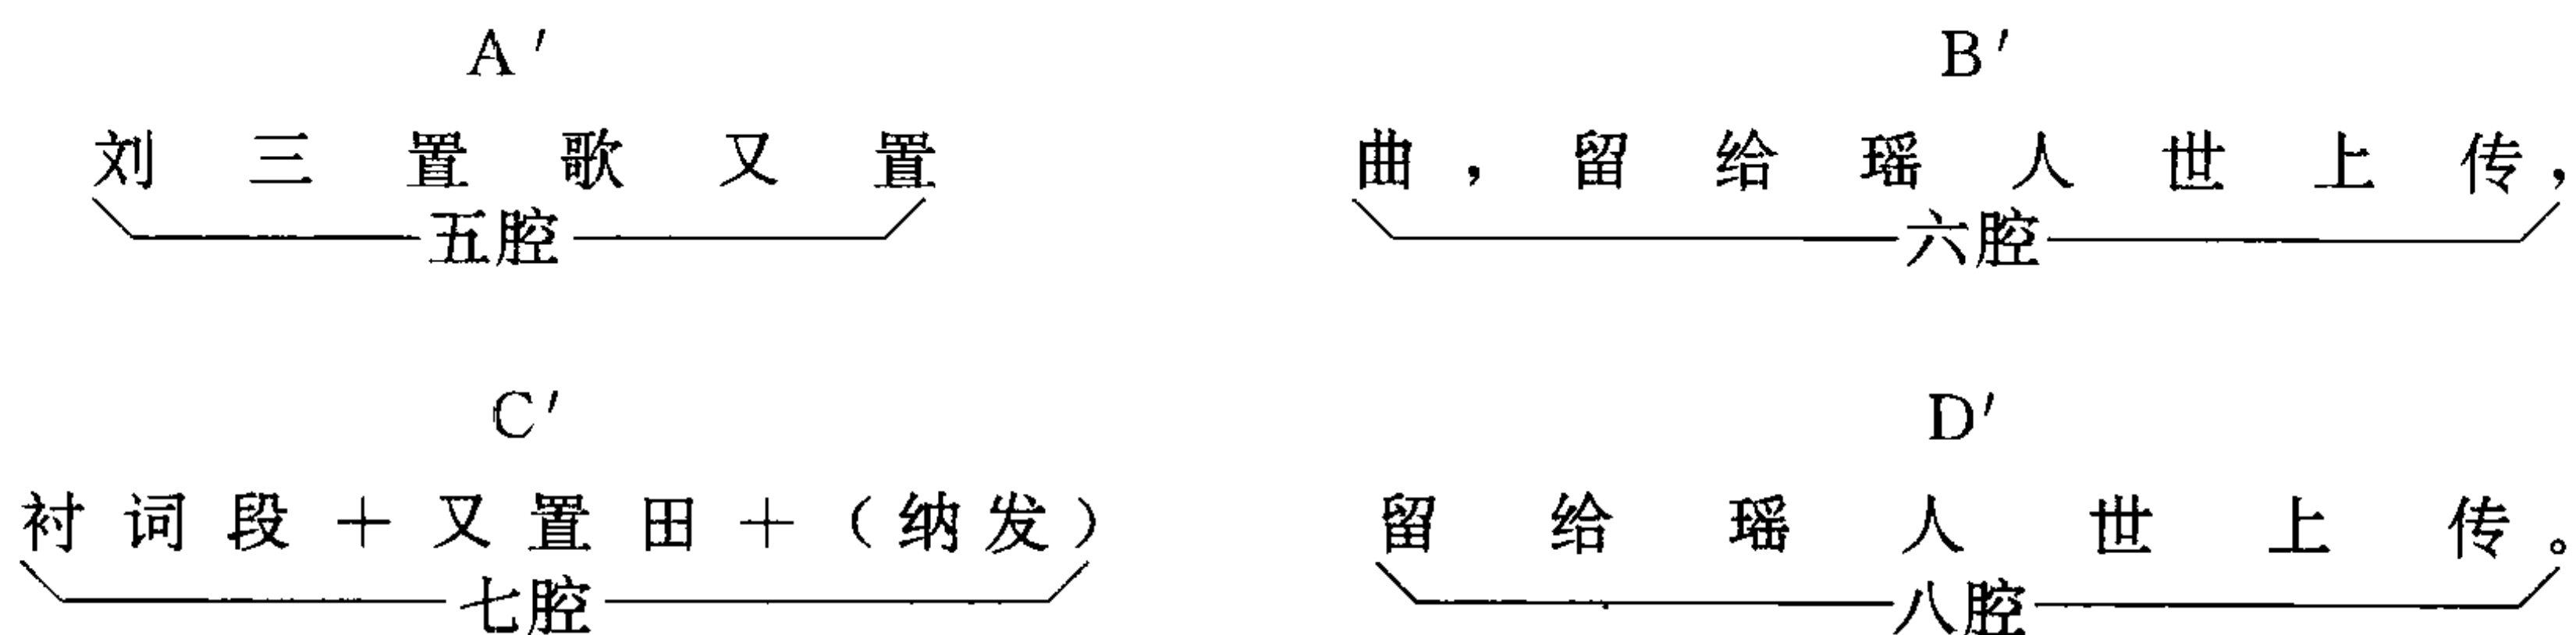 A′ B′
刘三置歌又置 曲，留给瑶人世上传，
五腔 六腔
C′ D′
衬词段＋又置田＋（纳发） 留给瑶人世上传。
七腔 八腔